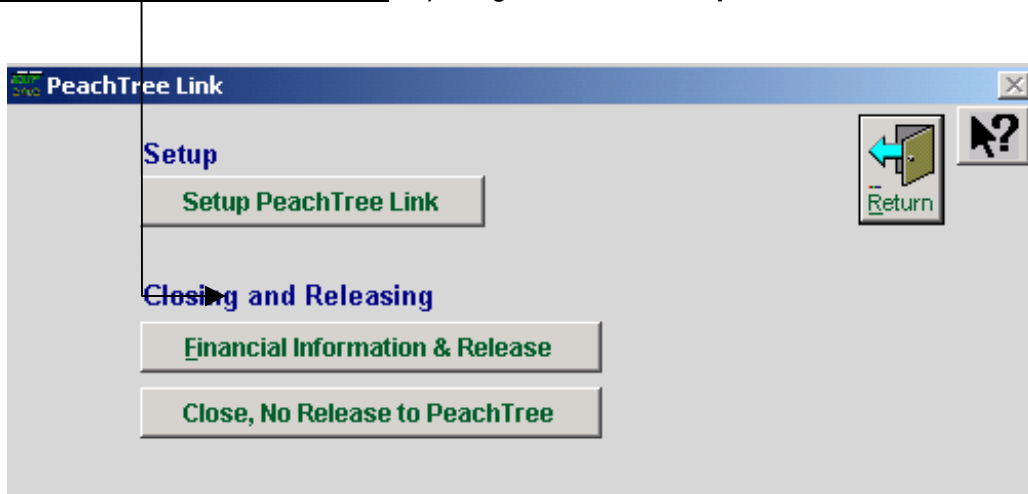 PeachTree Link
Setup
Setup PeachTree Link
Return
Closing and Releasing
Financial Information & Release
Close, No Release to PeachTree